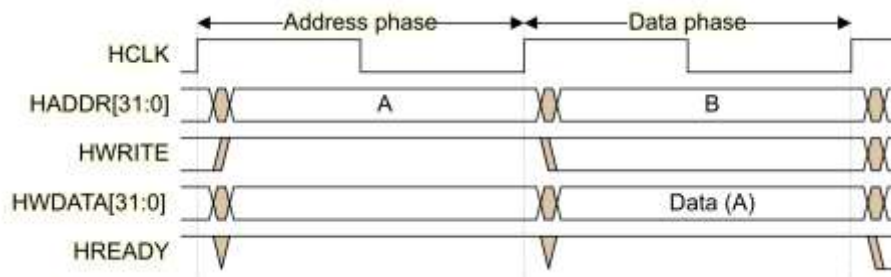 Address phase Data phase
HCLK
HADDR[31:0] A B
HWRITE
HWDATA[31:0] Data (A)
HREADY